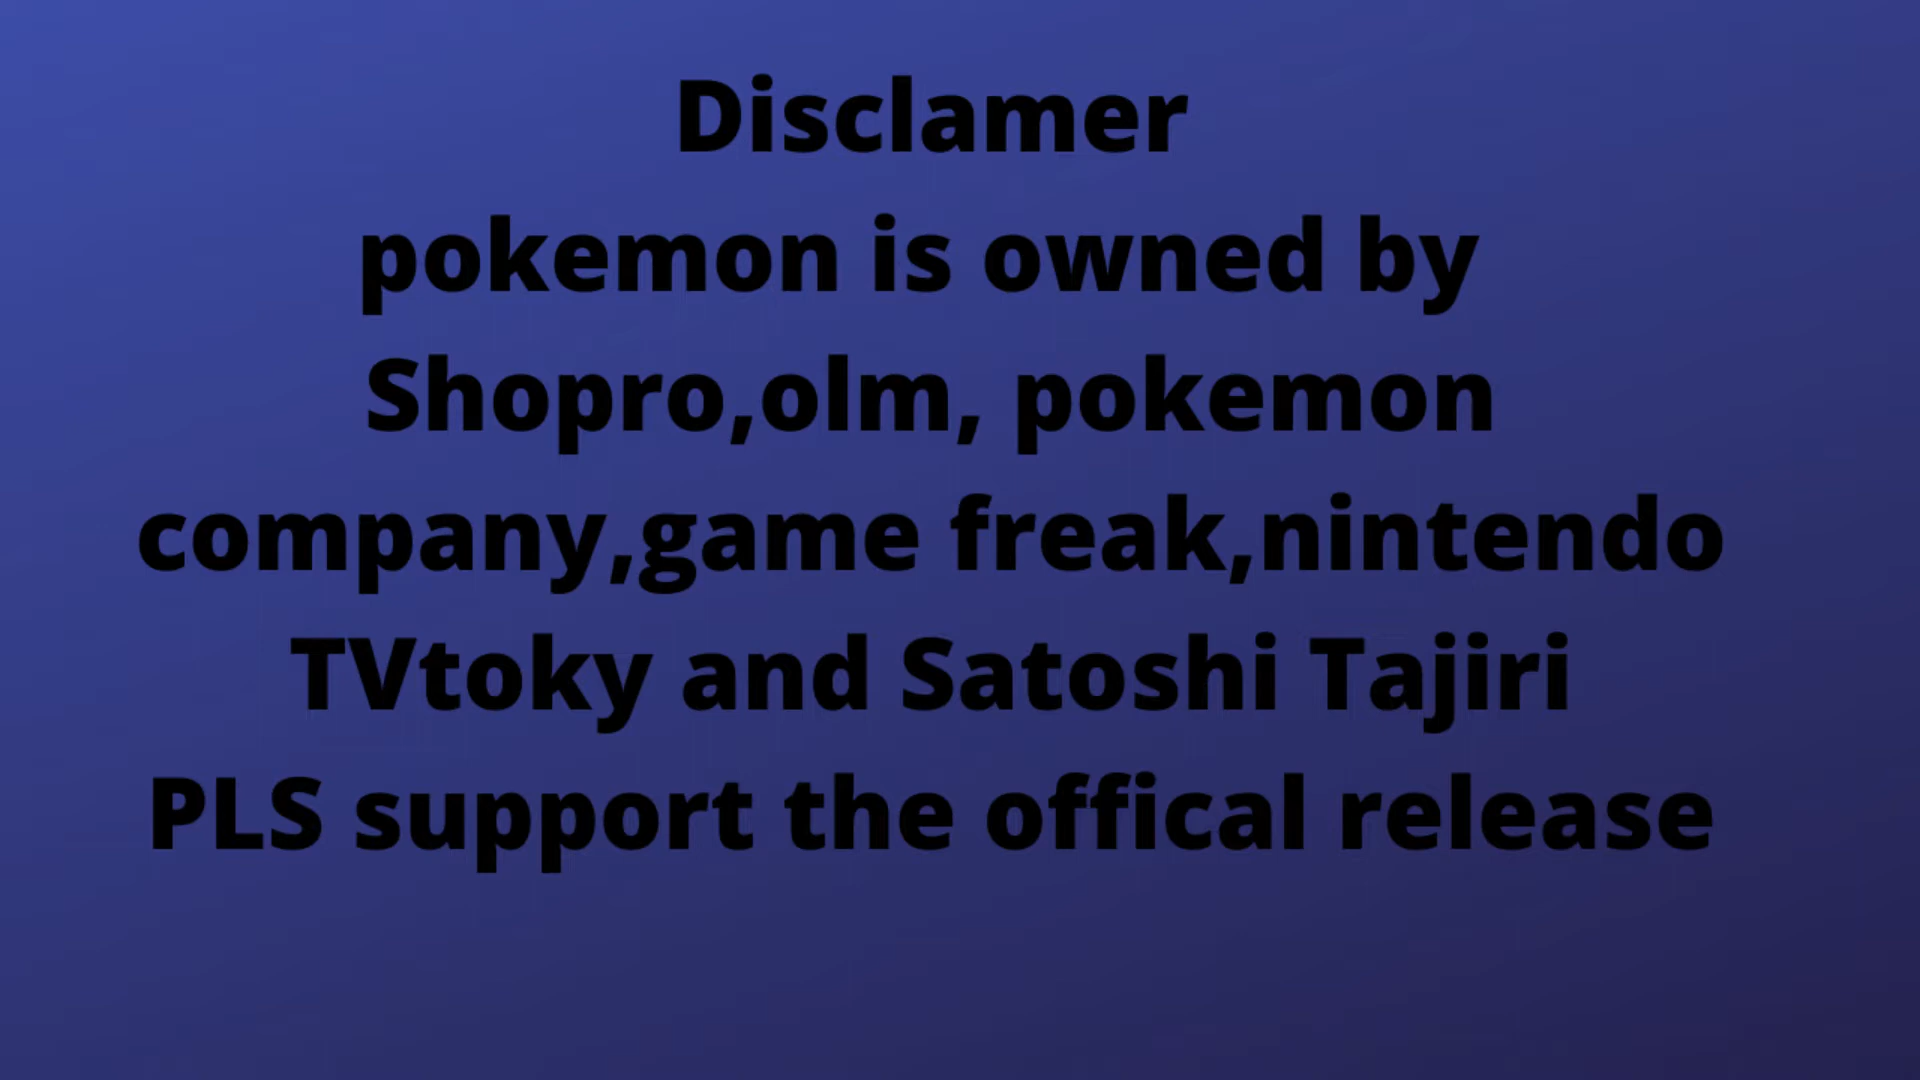 Disclamer
pokemon is owned by
Shopro,olm, pokemon
company,game freak,nintendo
TVtoky and Satoshi Tajiri
PLS support the offical release